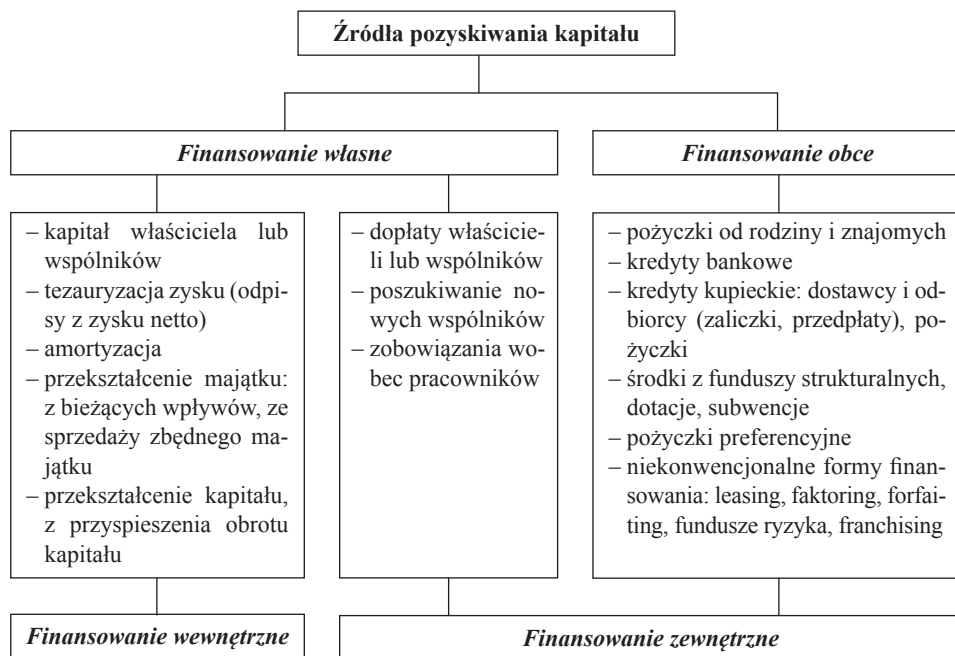 Źródła pozyskiwania kapitału
Finansowanie własne
Finansowanie obce
– kapitał właściciela lub
wspólników
– tezauryzacja zysku (odpi-
sy z zysku netto)
– amortyzacja
– przekształcenie majątku:
z bieżących wpływów, ze
sprzedaży zbędnego ma-
jątku
– przekształcenie kapitału,
z przyspieszenia obrotu
kapitału
– dopłaty właścicie-
li lub wspólników
– poszukiwanie no-
wych wspólników
– zobowiązania wo-
bec pracowników
– pożyczki od rodziny i znajomych
– kredyty bankowe
– kredyty kupieckie: dostawcy i od-
biorcy (zaliczki, przedpłaty), po-
życzki
– środki z funduszy strukturalnych,
dotacje, subwencje
– pożyczki preferencyjne
– niekonwencjonalne formy finan-
sowania: leasing, faktoring, forfai-
ting, fundusze ryzyka, franchising
Finansowanie wewnętrzne
Finansowanie zewnętrzne